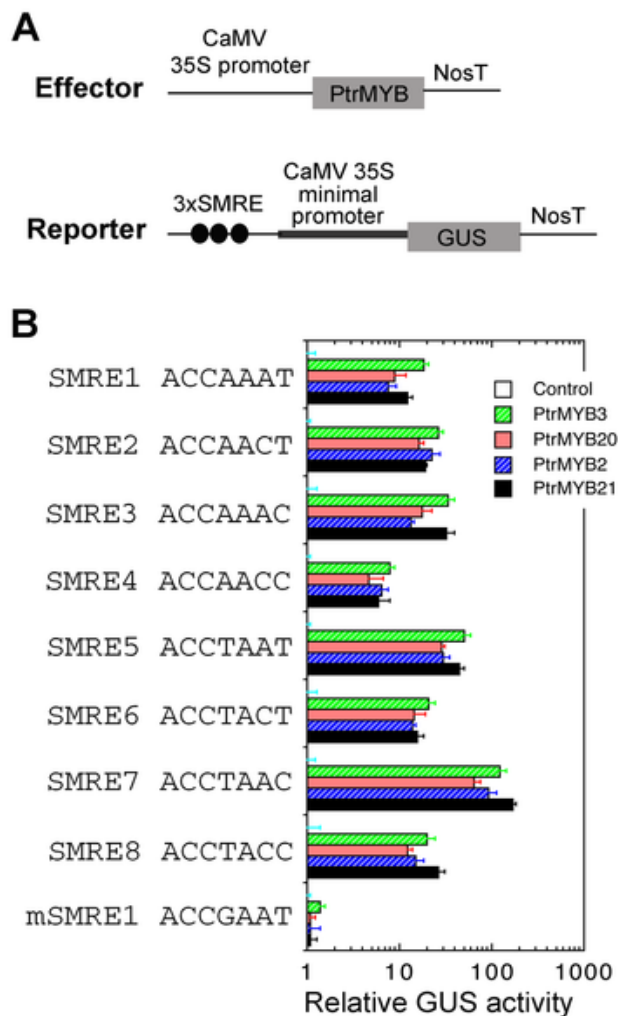 A
CaMV
35S promoter
NosT
Effector
PtrMYB
CaMV 35S
minimal
promoter
3xSMRE
NosT
Reporter
GUS
B
SMRE1 ACCAAAT
SMRE2 ACCAACT
SMRE3 ACCAAAC
SMRE4 ACCAACC
SMRE5 ACCTAAT
SMRE6 ACCTACT
SMRE7 ACCTAAC
SMRE8 ACCTACC
mSMRE1 ACCGAAT
Control
PtrMYB3
PtrMYB20
PtrMYB2
PtrMYB21
1 10 100 1000
Relative GUS activity